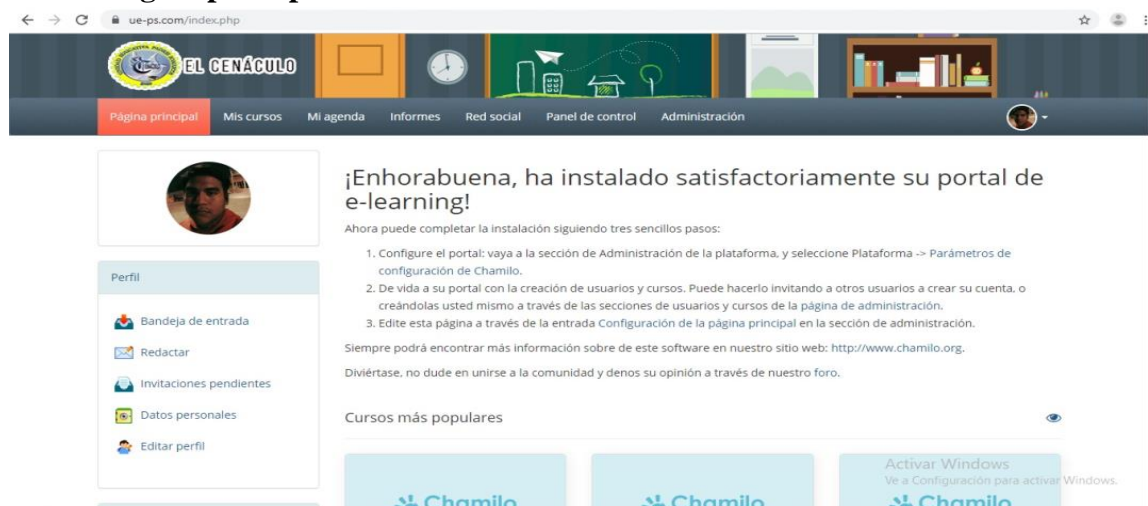 ue-ps.com/index.php
EL CENÁCULO
Página principal Mis cursos Mi agenda Informes Red social Panel de control Administración
¡Enhorabuena, ha instalado satisfactoriamente su portal de
e-learning!
Ahora puede completar la instalación siguiendo tres sencillos pasos:
1. Configure el portal: vaya a la sección de Administración de la plataforma, y seleccione Plataforma -> Parámetros de
configuración de Chamilo.
2. De vida a su portal con la creación de usuarios y cursos. Puede hacerlo invitando a otros usuarios a crear su cuenta, o
creándolas usted mismo a través de las secciones de usuarios y cursos de la página de administración.
3. Edite esta página a través de la entrada Configuración de la página principal en la sección de administración.
Siempre podrá encontrar más información sobre de este software en nuestro sitio web: http://www.chamilo.org.
Diviértase, no dude en unirse a la comunidad y denos su opinión a través de nuestro foro.
Perfil
Bandeja de entrada
Redactar
Invitaciones pendientes
Datos personales
Editar perfil
Cursos más populares
Chamilo Chamilo Chamilo
Activar Windows
Ve a Configuración para activar Windows.